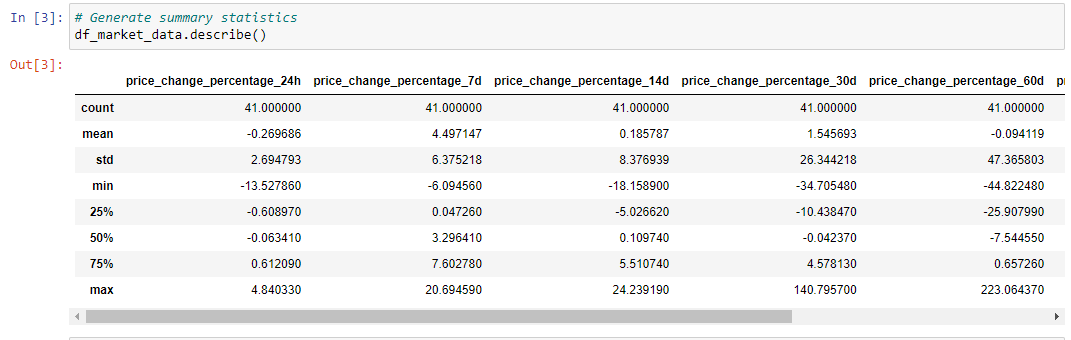 In [3]: # Generate summary statistics
df_market_data.describe()
Out[3]:
price_change_percentage_24h price_change_percentage_7d price_change_percentage_14d price_change_percentage_30d price_change_percentage_60d
count 41.000000 41.000000 41.000000 41.000000 41.000000
mean -0.269686 4.497147 0.185787 1.545693 -0.094119
std 2.694793 6.375218 8.376939 26.344218 47.365803
min -13.527860 -6.094560 -18.158900 -34.705480 -44.822480
25% -0.608970 0.047260 -5.026620 -10.438470 -25.907990
50% -0.063410 3.296410 0.109740 -0.042370 -7.544550
75% 0.612090 7.602780 5.510740 4.578130 0.657260
max 4.840330 20.694590 24.239190 140.795700 223.064370